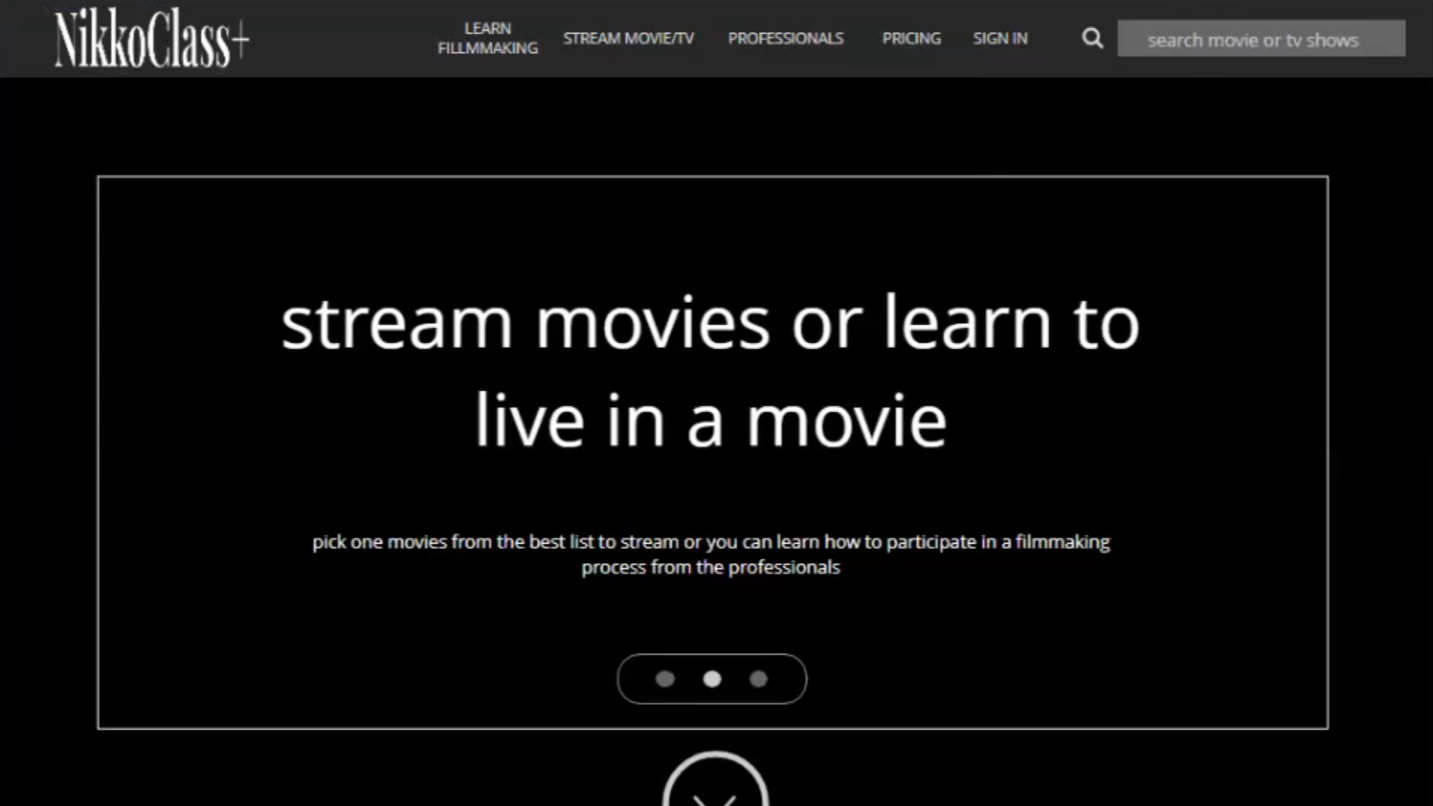 NikkoClass+
LEARN
FILLMMAKING
STREAM MOVIE/TV
PROFESSIONALS
PRICING
SIGN IN
search movie or tv shows
stream movies or learn to
live in a movie
pick one movies from the best list to stream or you can learn how to participate in a filmmaking
process from the professionals